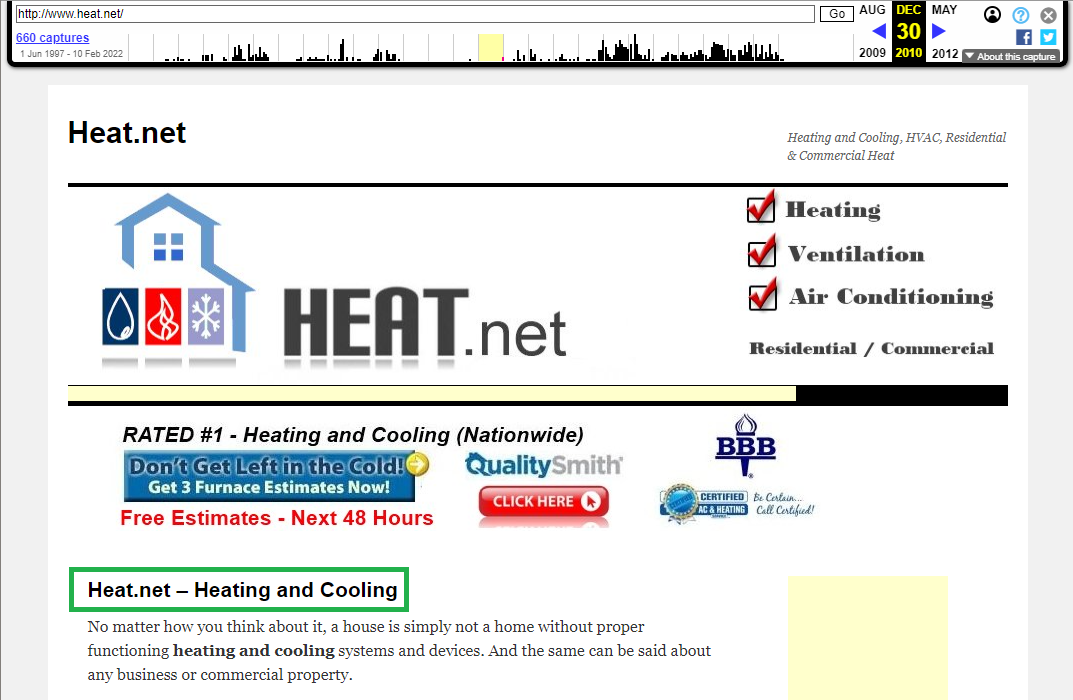 http://www.heat.net/
Go
AUG DEC MAY
660 captures
30
1 Jun 1997 - 10 Feb 2022
2009 2010 2012
About this capture
Heat.net
Heating and Cooling, HVAC, Residential
& Commercial Heat
Heating
Ventilation
Air Conditioning
HEAT.net
Residential / Commercial
RATED #1 - Heating and Cooling (Nationwide)
Don't Get Left in the Cold!
Get 3 Furnace Estimates Now!
Free Estimates - Next 48 Hours
QualitySmith
CLICK HERE
BBB
CERTIFIED
AC & HEATING
Be Certain...
Call Certified!
Heat.net – Heating and Cooling
No matter how you think about it, a house is simply not a home without proper
functioning heating and cooling systems and devices. And the same can be said about
any business or commercial property.